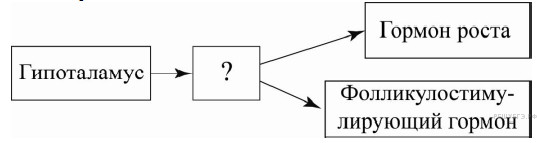 Гормон роста
Гипоталамус
?
Фолликулостиму-
лирующий гормон